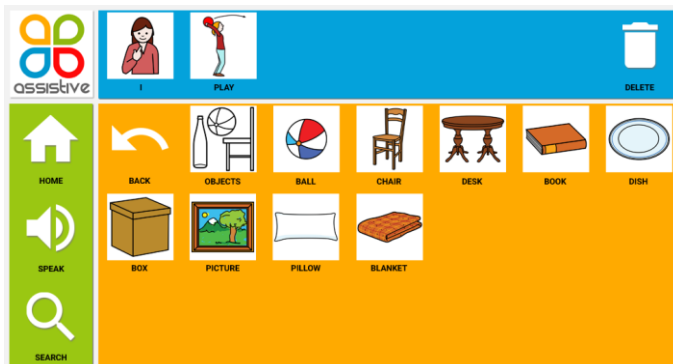 assistive
I
PLAY
DELETE
HOME
SPEAK
SEARCH
BACK
OBJECTS
BALL
CHAIR
DESK
BOOK
DISH
BOX
PICTURE
PILLOW
BLANKET